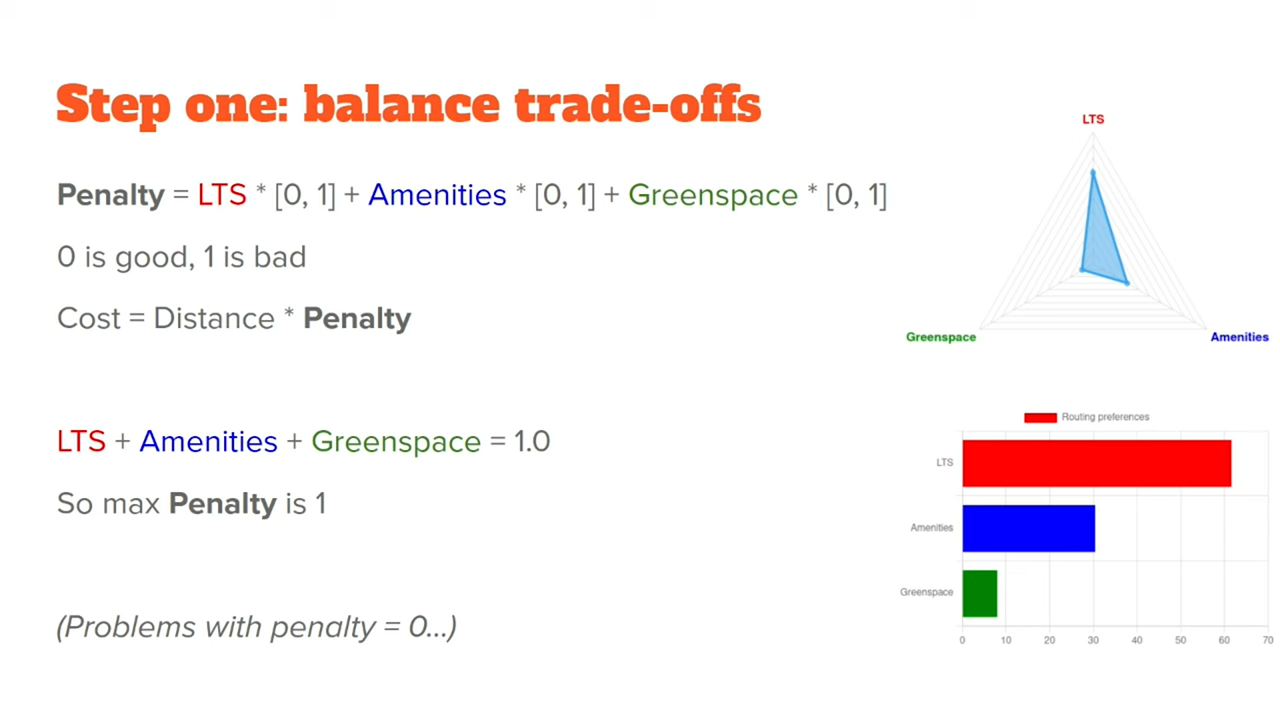 Step one: balance trade-offs
Penalty = LTS * [0, 1] + Amenities * [0, 1] + Greenspace * [0, 1]
0 is good, 1 is bad
Cost = Distance * Penalty
LTS + Amenities + Greenspace = 1.0
So max Penalty is 1
(Problems with penalty = 0...)
LTS
Greenspace
Amenities
Routing preferences
LTS
Amenities
Greenspace
0 10 20 30 40 50 60 70